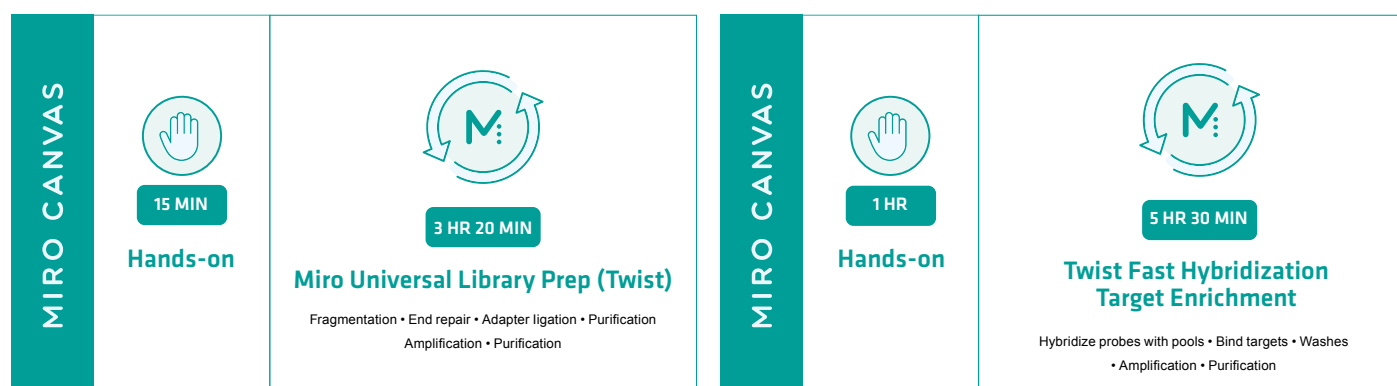 MIRO CANVAS
15 MIN
Hands-on
M
3 HR 20 MIN
Miro Universal Library Prep (Twist)
Fragmentation • End repair • Adapter ligation • Purification
Amplification • Purification
MIRO CANVAS
1 HR
Hands-on
M
5 HR 30 MIN
Twist Fast Hybridization
Target Enrichment
Hybridize probes with pools • Bind targets • Washes
• Amplification • Purification